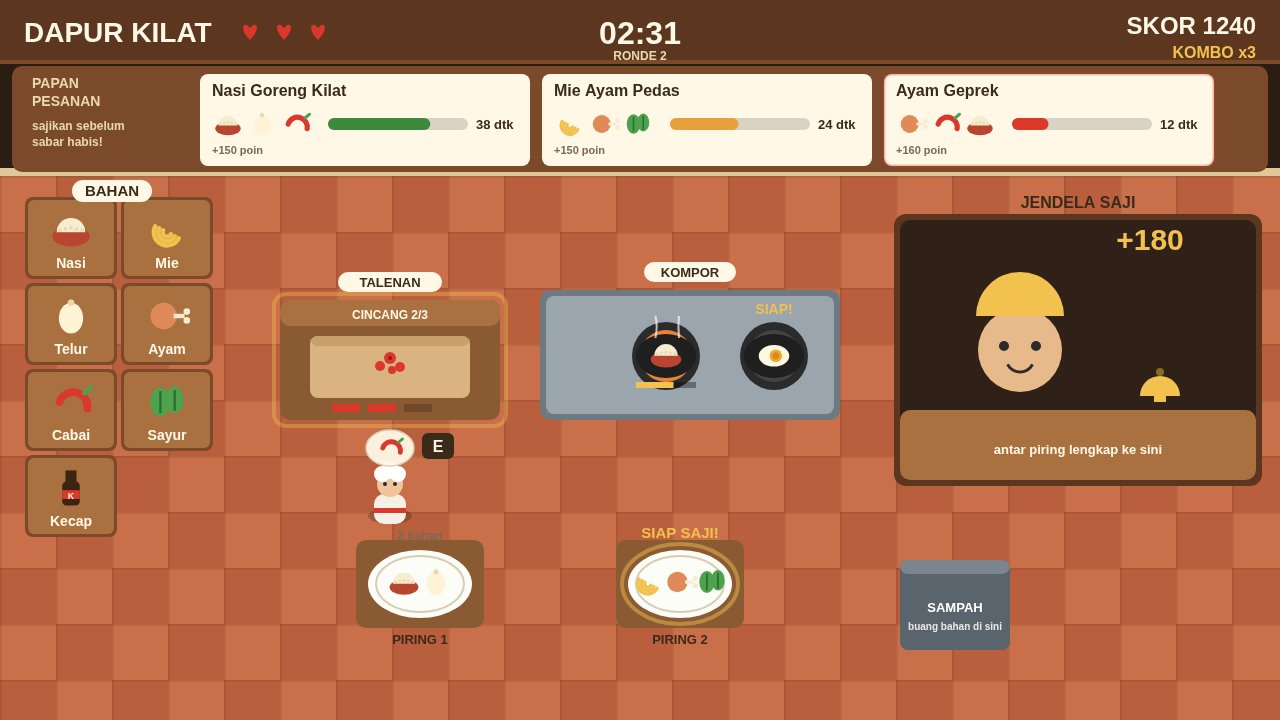 DAPUR KILAT
02:31
RONDE 2
SKOR 1240
KOMBO x3
PAPAN
PESANAN
sajikan sebelum
sabar habis!
Nasi Goreng Kilat
38 dtk
+150 poin
Mie Ayam Pedas
24 dtk
+150 poin
Ayam Geprek
12 dtk
+160 poin
BAHAN
Nasi
Mie
Telur
Ayam
Cabai
Sayur
K
Kecap
TALENAN
CINCANG 2/3
E
KOMPOR
SIAP!
JENDELA SAJI
+180
antar piring lengkap ke sini
2 bahan
PIRING 1
SIAP SAJI!
PIRING 2
SAMPAH
buang bahan di sini